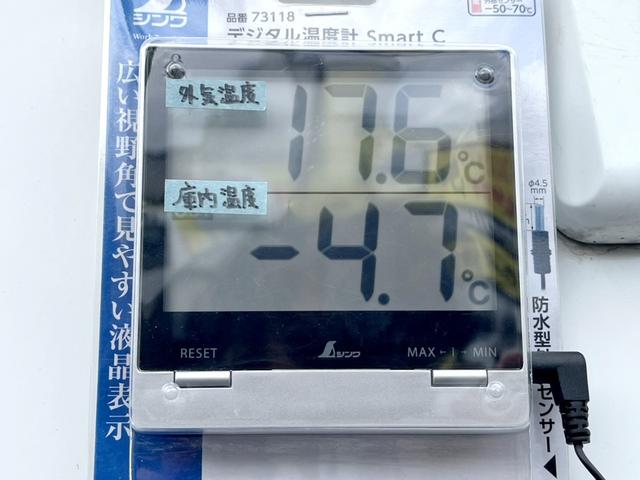 シンワ
品番 73118
デジタル温度計 Smart C
-50~70℃
外気温度
17.6℃
庫内温度
-4.7℃
RESET
シンワ
MAX ← I → MIN
広い視野角で見やすい液晶表示
φ4.5
mm
防水型
センサー